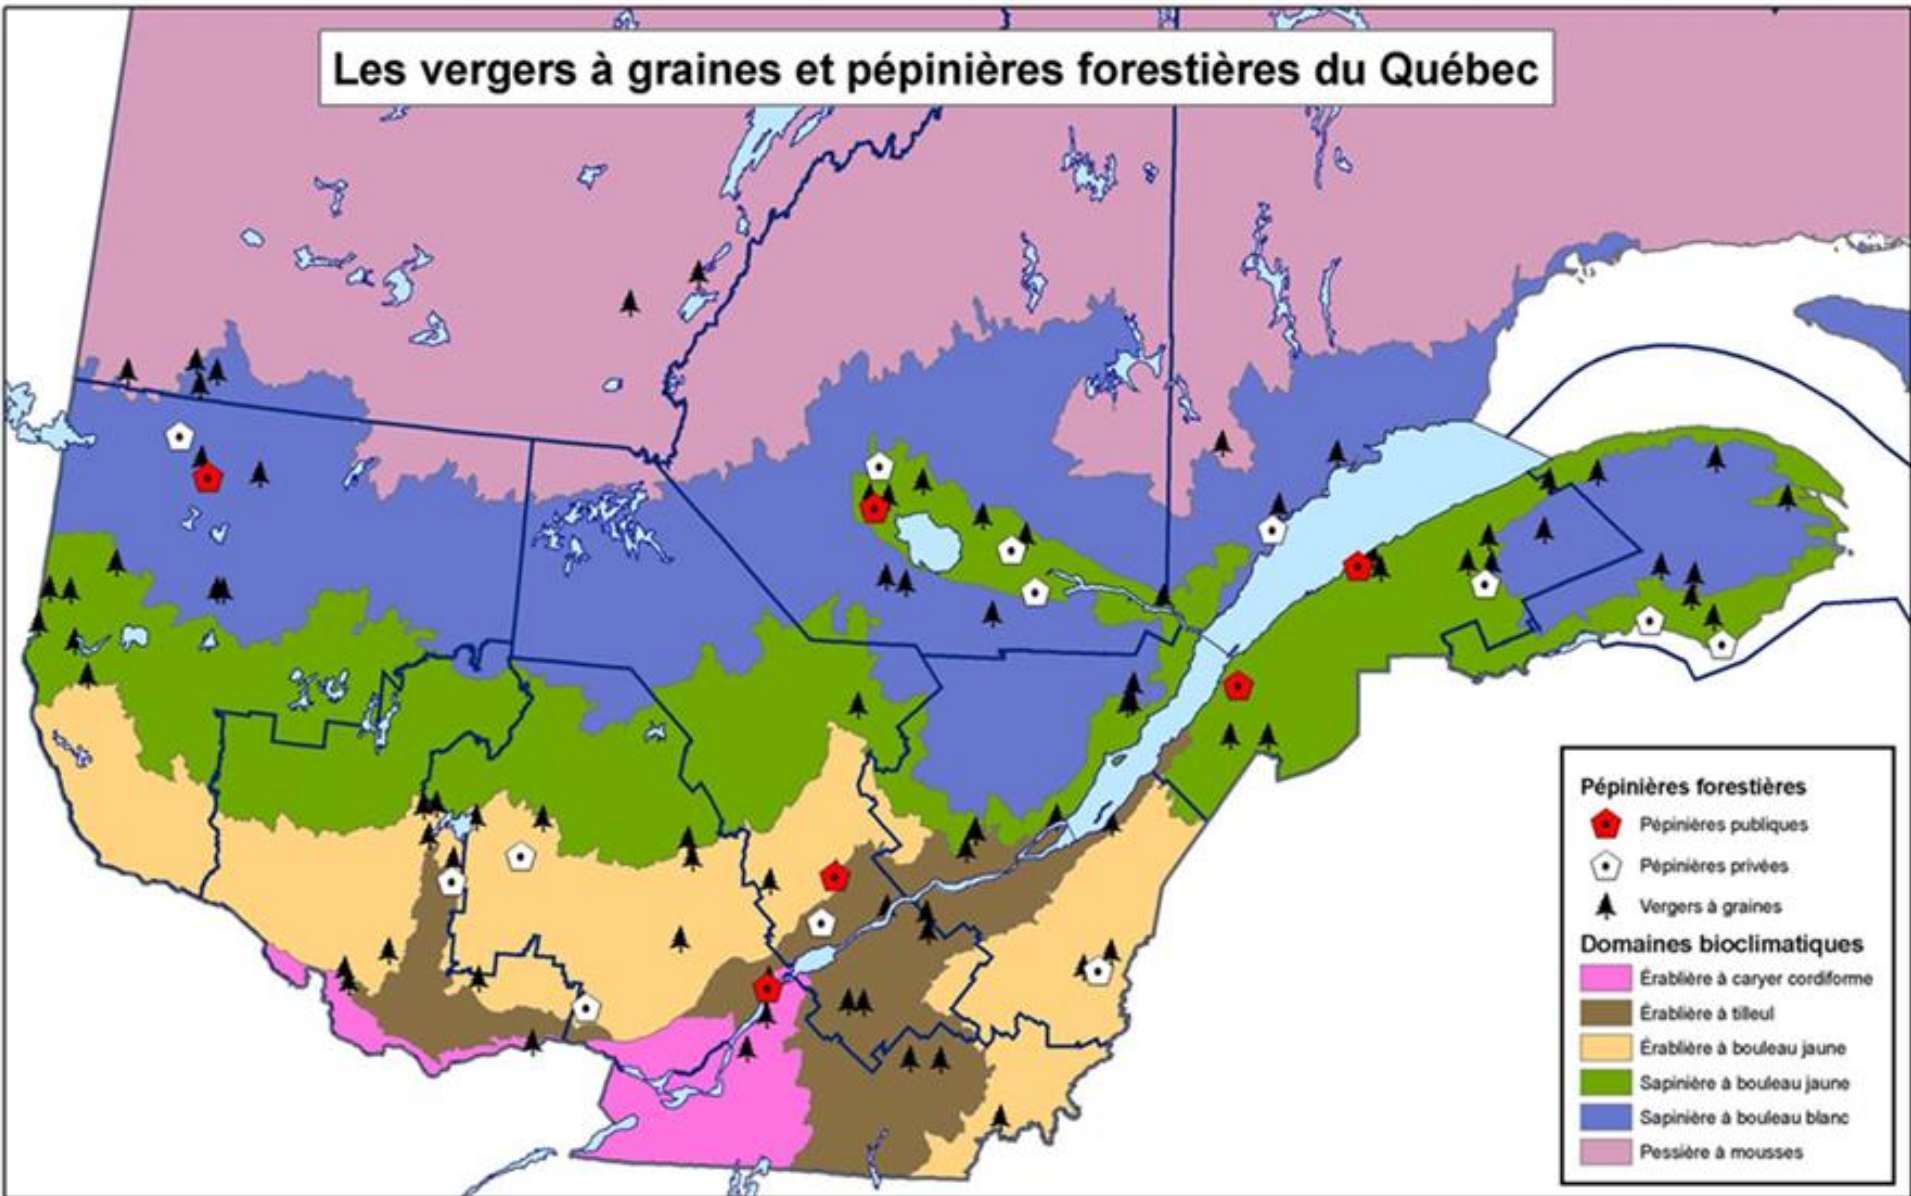 Les vergers à graines et pépinières forestières du Québec
Pépinières forestières
Pépinières publiques
Pépinières privées
Vergers à graines
Domaines bioclimatiques
Érablière à caryer cordiforme
Érablière à tilleul
Érablière à bouleau jaune
Sapinière à bouleau jaune
Sapinière à bouleau blanc
Pessière à mousses